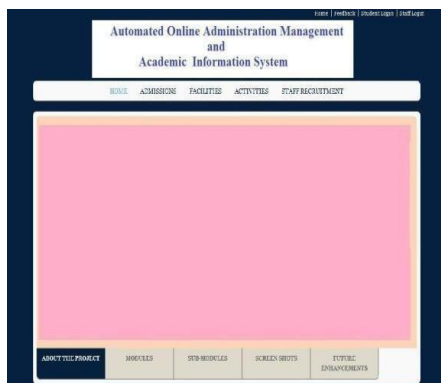 Home | Feedback | Student Login | Staff Login
Automated Online Administration Management
and
Academic Information System
HOME ADMISSIONS FACILITIES ACTIVITIES STAFF RECRUITMENT
ABOUT THE PROJECT MODULES SUB-MODULES SCREEN SHOTS FUTURE
ENHANCEMENTS